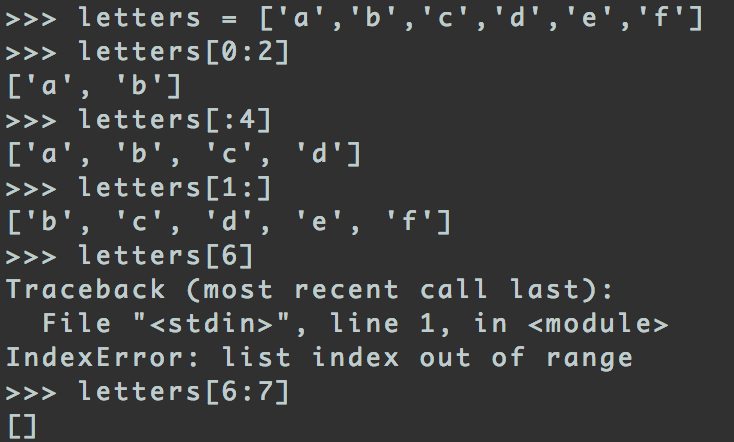 >>> letters = ['a','b','c','d','e','f']
>>> letters[0:2]
['a', 'b']
>>> letters[:4]
['a', 'b', 'c', 'd']
>>> letters[1:]
['b', 'c', 'd', 'e', 'f']
>>> letters[6]
Traceback (most recent call last):
  File "<stdin>", line 1, in <module>
IndexError: list index out of range
>>> letters[6:7]
[]